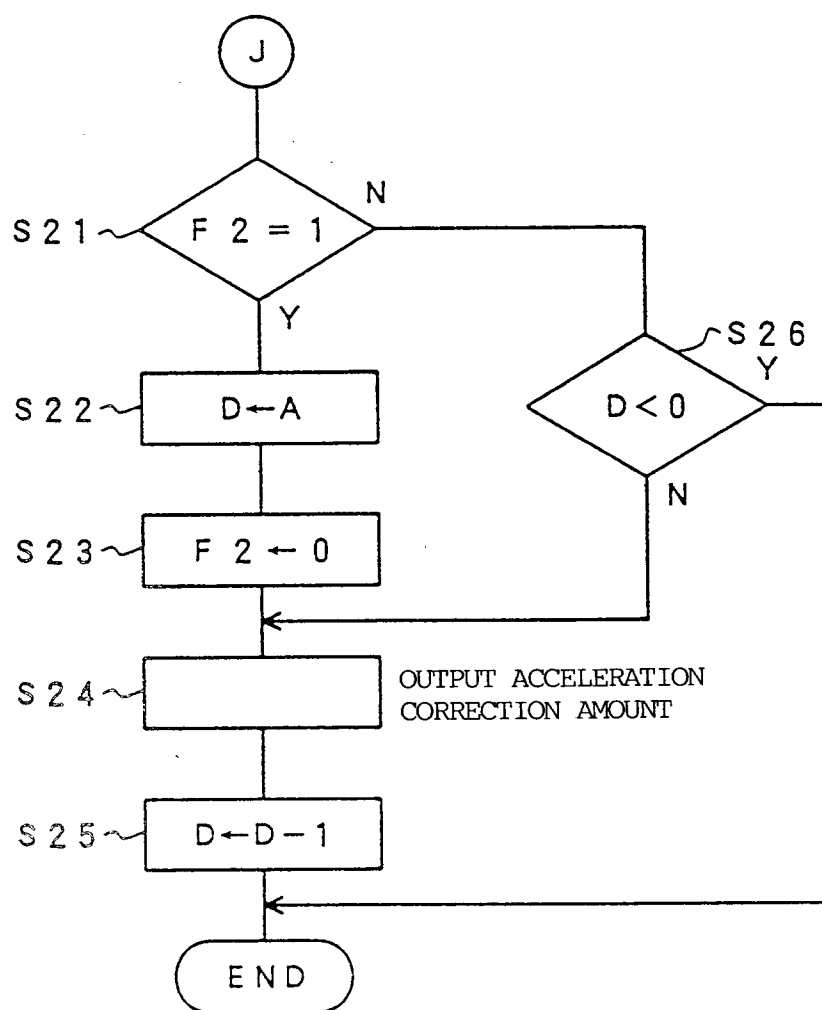 J
N
S21 F2=1
Y
S26
Y
S22 D←A D<0
N
S23 F2←0
S24 OUTPUT ACCELERATION
CORRECTION AMOUNT
S25 D←D-1
END